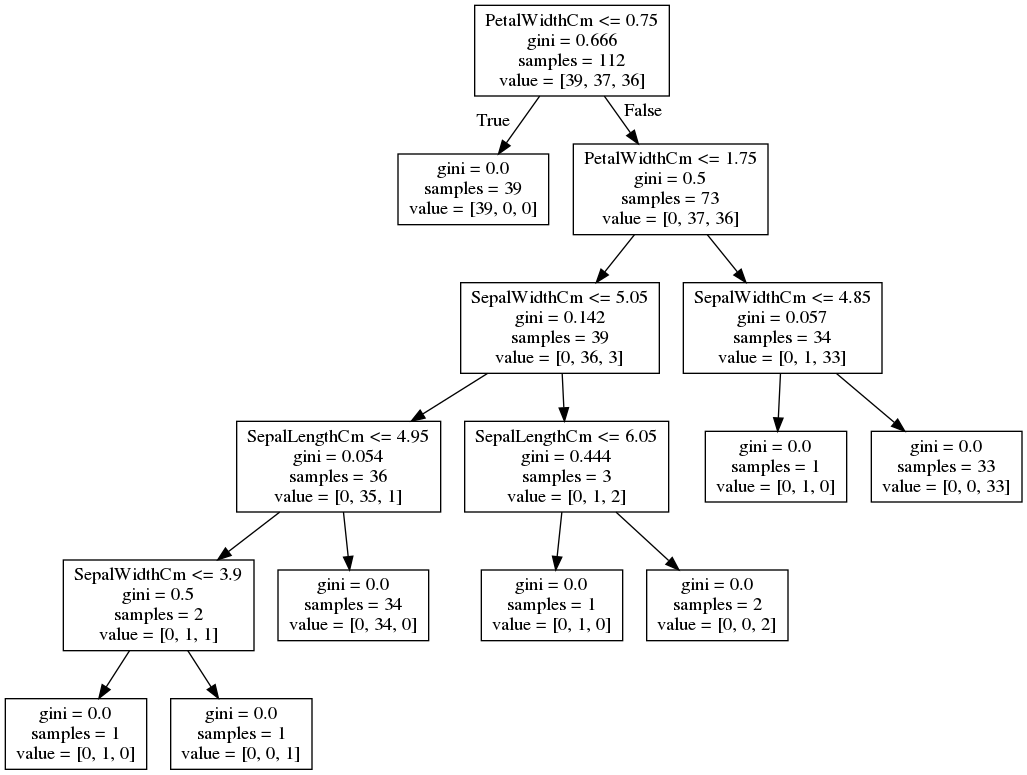 PetalWidthCm <= 0.75
gini = 0.666
samples = 112
value = [39, 37, 36]
True
False
gini = 0.0
samples = 39
value = [39, 0, 0]
PetalWidthCm <= 1.75
gini = 0.5
samples = 73
value = [0, 37, 36]
SepalWidthCm <= 5.05
gini = 0.142
samples = 39
value = [0, 36, 3]
SepalWidthCm <= 4.85
gini = 0.057
samples = 34
value = [0, 1, 33]
SepalLengthCm <= 4.95
gini = 0.054
samples = 36
value = [0, 35, 1]
SepalLengthCm <= 6.05
gini = 0.444
samples = 3
value = [0, 1, 2]
gini = 0.0
samples = 1
value = [0, 1, 0]
gini = 0.0
samples = 33
value = [0, 0, 33]
SepalWidthCm <= 3.9
gini = 0.5
samples = 2
value = [0, 1, 1]
gini = 0.0
samples = 34
value = [0, 34, 0]
gini = 0.0
samples = 1
value = [0, 1, 0]
gini = 0.0
samples = 2
value = [0, 0, 2]
gini = 0.0
samples = 1
value = [0, 1, 0]
gini = 0.0
samples = 1
value = [0, 0, 1]